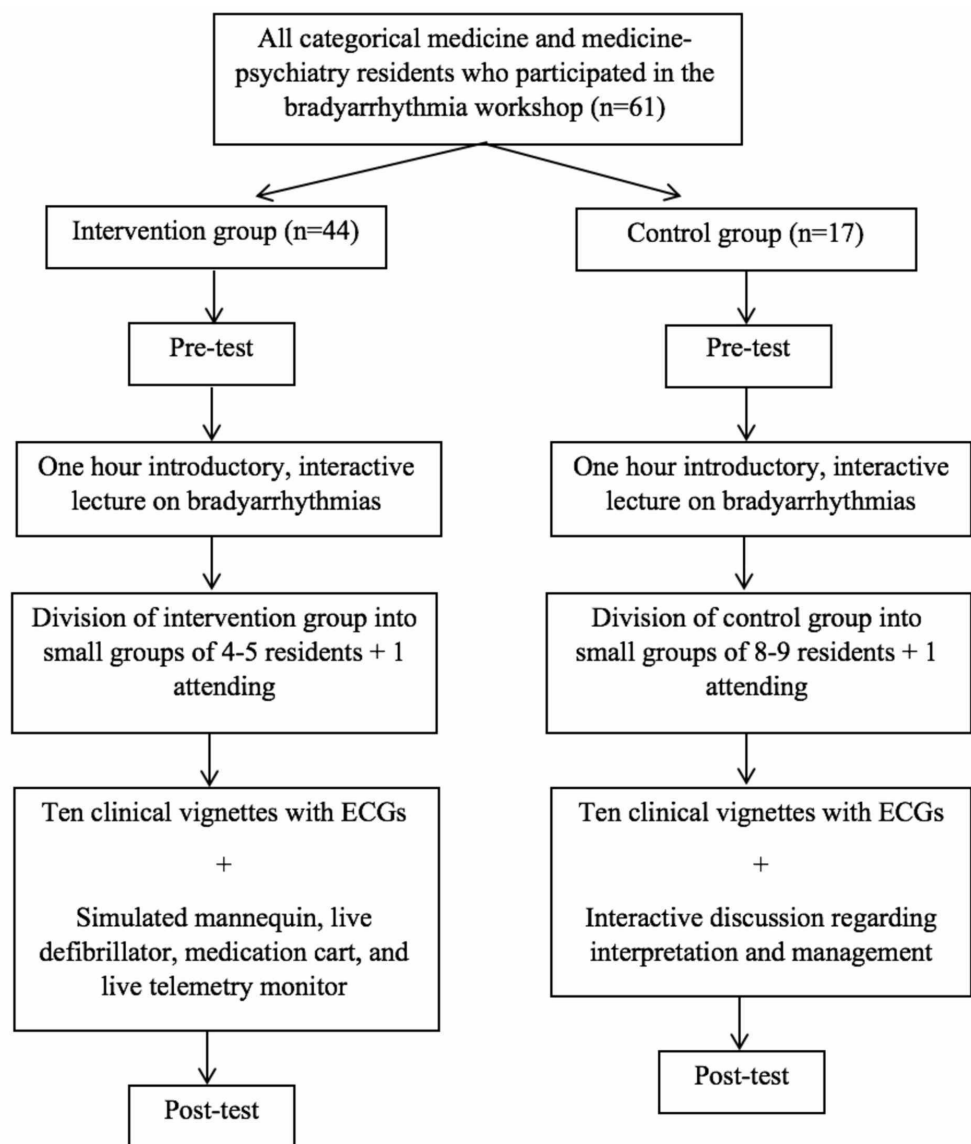 All categorical medicine and medicine-
psychiatry residents who participated in the
bradyarrhythmia workshop (n=61)
Intervention group (n=44)
Control group (n=17)
Pre-test
Pre-test
One hour introductory, interactive
lecture on bradyarrhythmias
One hour introductory, interactive
lecture on bradyarrhythmias
Division of intervention group into
small groups of 4-5 residents + 1
attending
Division of control group into
small groups of 8-9 residents + 1
attending
Ten clinical vignettes with ECGs
+
Simulated mannequin, live
defibrillator, medication cart, and
live telemetry monitor
Ten clinical vignettes with ECGs
+
Interactive discussion regarding
interpretation and management
Post-test
Post-test